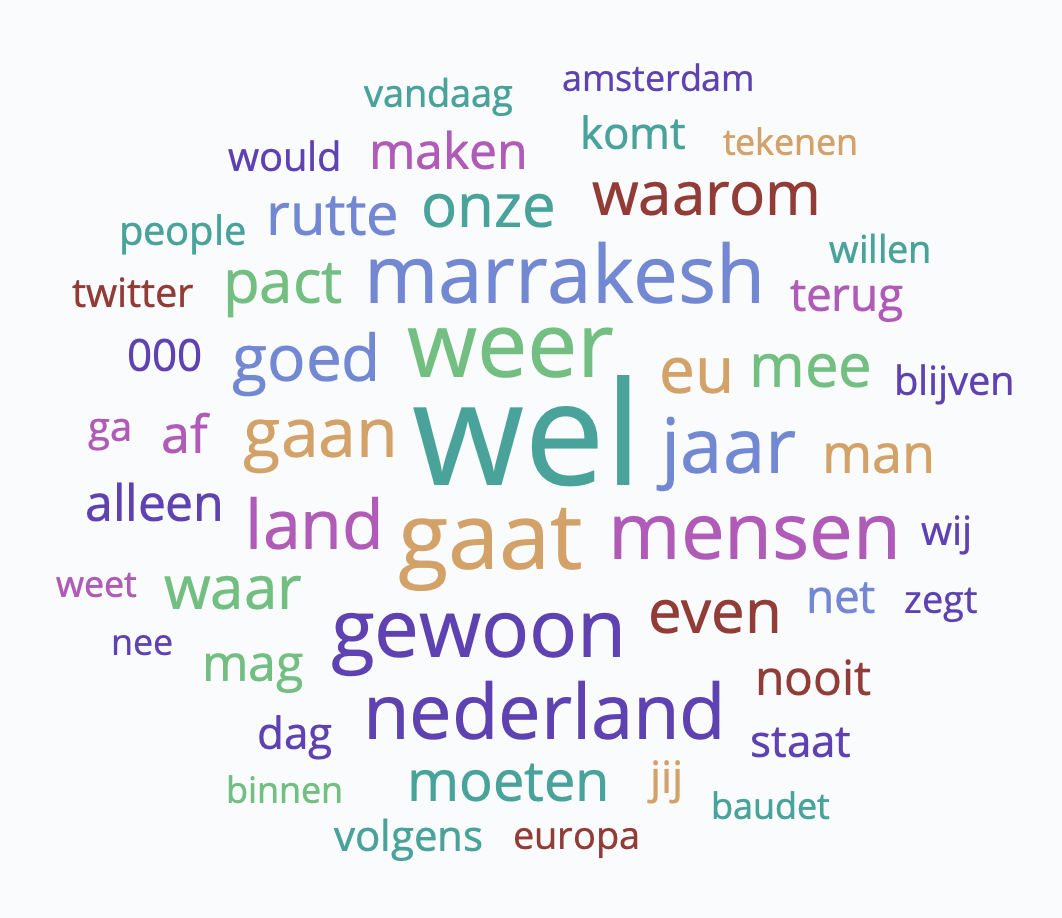 vandaag amsterdam
would maken komt tekenen
people rutte onze waarom
twitter pact marrakesh willen terug
000 goed weer eu mee blijven
ga af gaan wel jaar man
alleen land gaat mensen wij
weet waar gewoon even net zegt
nee mag nederland nooit
dag staat
binnen moeten jij baudet
volgens europa